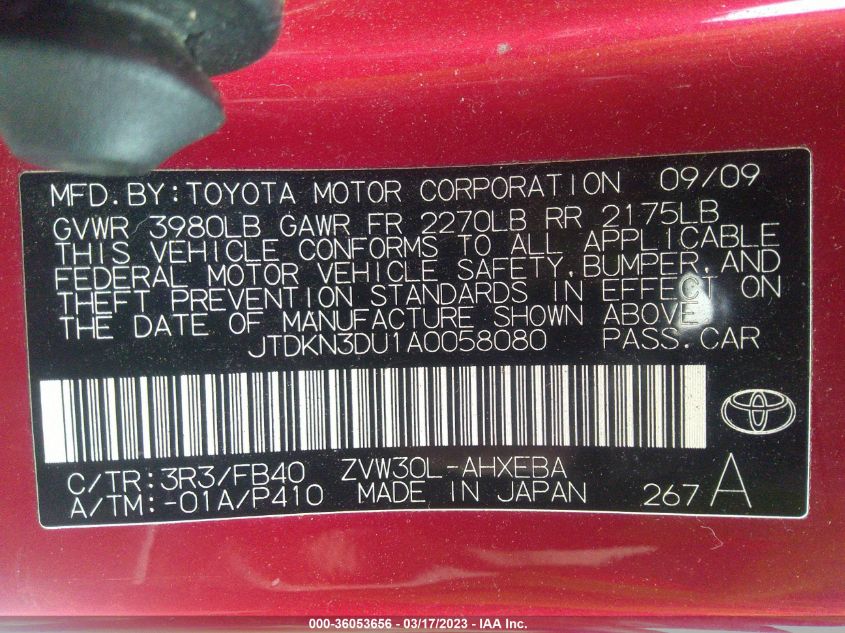 MFD.BY:TOYOTA MOTOR CORPORATION 09/09
GVWR 3980LB GAWR FR 2270LB RR 2175LB
THIS VEHICLE CONFORMS TO ALL APPLICABLE
FEDERAL MOTOR VEHICLE SAFETY,BUMPER,AND
THEFT PREVENTION STANDARDS IN EFFECT ON
THE DATE OF MANUFACTURE SHOWN ABOVE.
JTDKN3DU1A0058080 PASS.CAR
C/TR:3R3/FB40 ZVW30L-AHXEBA
A/TM:-01A/P410 MADE IN JAPAN 267 A
000-36053656 — 03/17/2023 — IAA Inc.